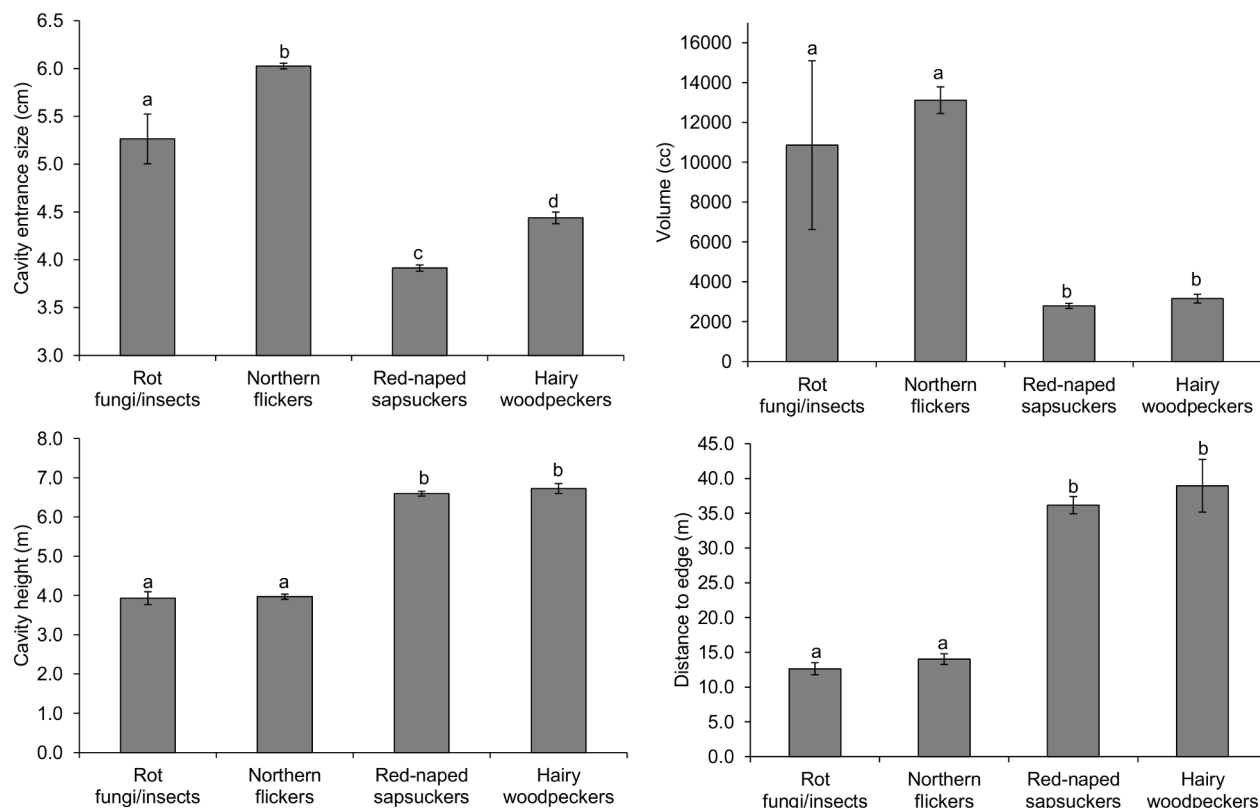 Cavity entrance size (cm)
6.5
6.0
5.5
5.0
4.5
4.0
3.5
3.0
a
b
c
d
Rot
fungi/insects
Northern
flickers
Red-naped
sapsuckers
Hairy
woodpeckers
Volume (cc)
16000
14000
12000
10000
8000
6000
4000
2000
0
a
a
b
b
Rot
fungi/insects
Northern
flickers
Red-naped
sapsuckers
Hairy
woodpeckers
Cavity height (m)
8.0
7.0
6.0
5.0
4.0
3.0
2.0
1.0
0.0
a
a
b
b
Rot
fungi/insects
Northern
flickers
Red-naped
sapsuckers
Hairy
woodpeckers
Distance to edge (m)
45.0
40.0
35.0
30.0
25.0
20.0
15.0
10.0
5.0
0.0
a
a
b
b
Rot
fungi/insects
Northern
flickers
Red-naped
sapsuckers
Hairy
woodpeckers